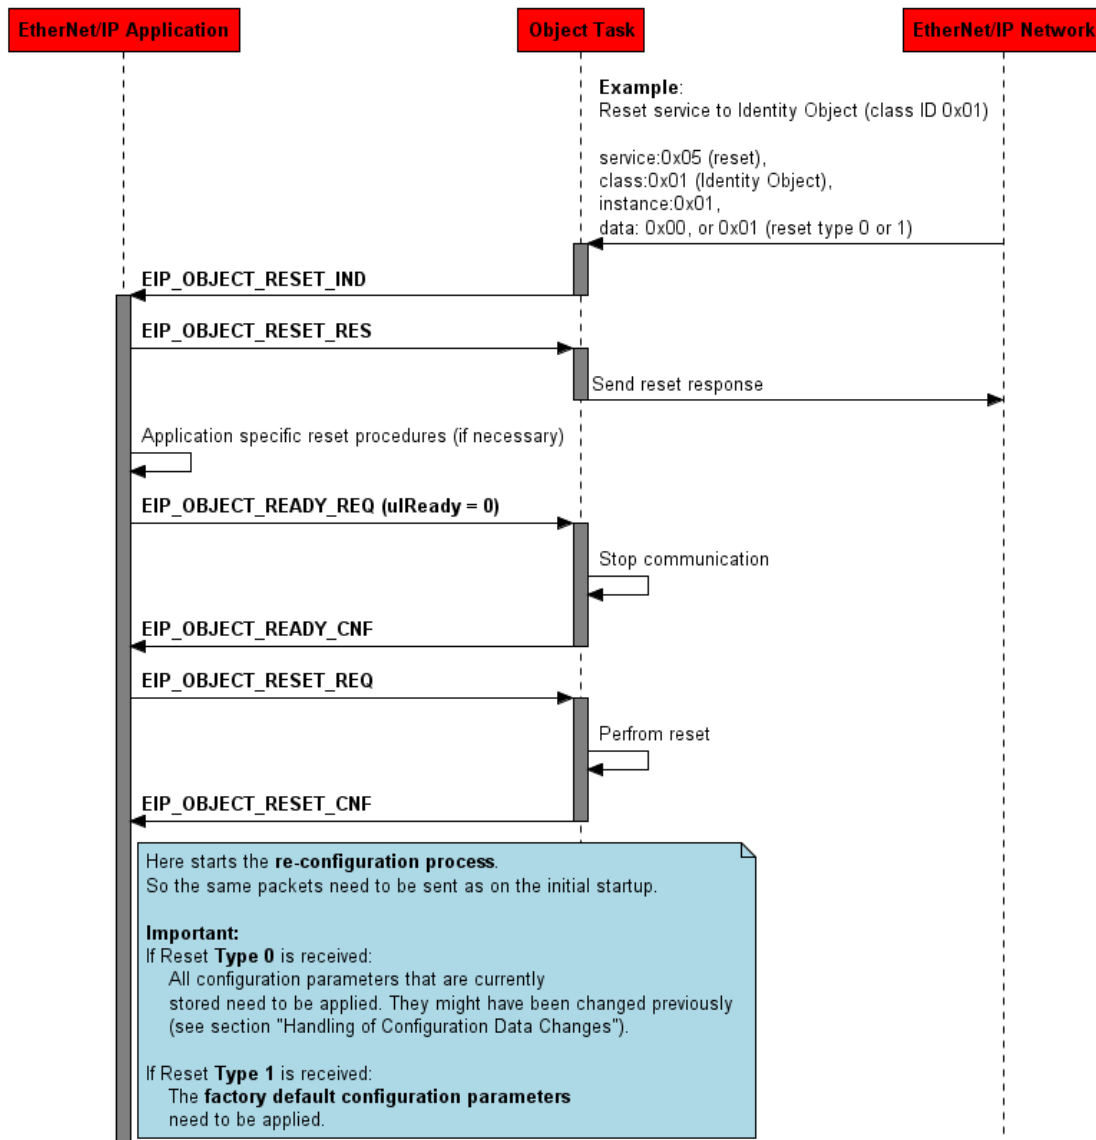 EtherNet/IP Application
Object Task
EtherNet/IP Network
Example:
Reset service to Identity Object (class ID 0x01)
service:0x05 (reset),
class:0x01 (Identity Object),
instance:0x01,
data: 0x00, or 0x01 (reset type 0 or 1)
EIP_OBJECT_RESET_IND
EIP_OBJECT_RESET_RES
Send reset response
Application specific reset procedures (if necessary)
EIP_OBJECT_READY_REQ (ulReady = 0)
Stop communication
EIP_OBJECT_READY_CNF
EIP_OBJECT_RESET_REQ
Perfrom reset
EIP_OBJECT_RESET_CNF
Here starts the re-configuration process.
So the same packets need to be sent as on the initial startup.
Important:
If Reset Type 0 is received:
All configuration parameters that are currently
stored need to be applied. They might have been changed previously
(see section "Handling of Configuration Data Changes").
If Reset Type 1 is received:
The factory default configuration parameters
need to be applied.